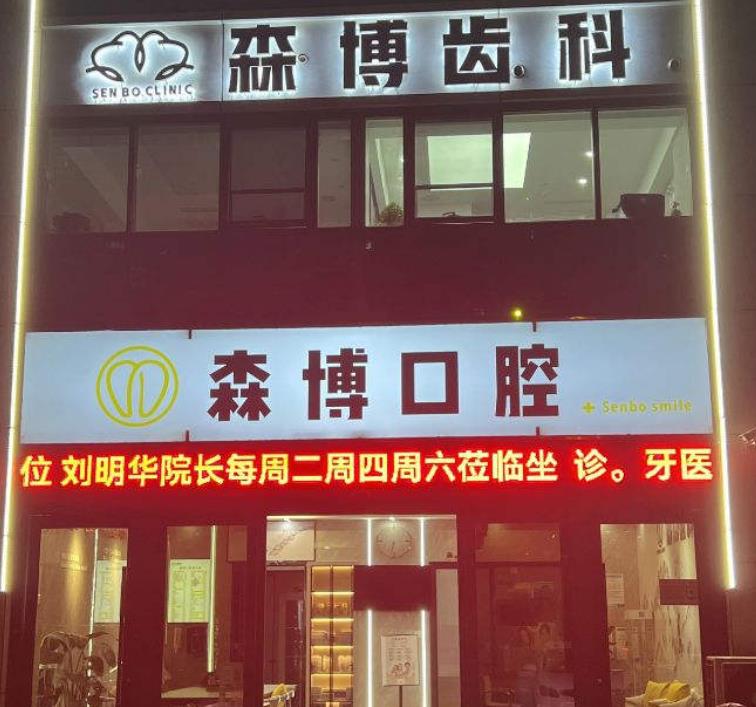 森博齿科
SEN BO CLINIC
森博口腔
Senbo smile
位 刘明华院长每周二周四周六莅临坐 诊。牙医